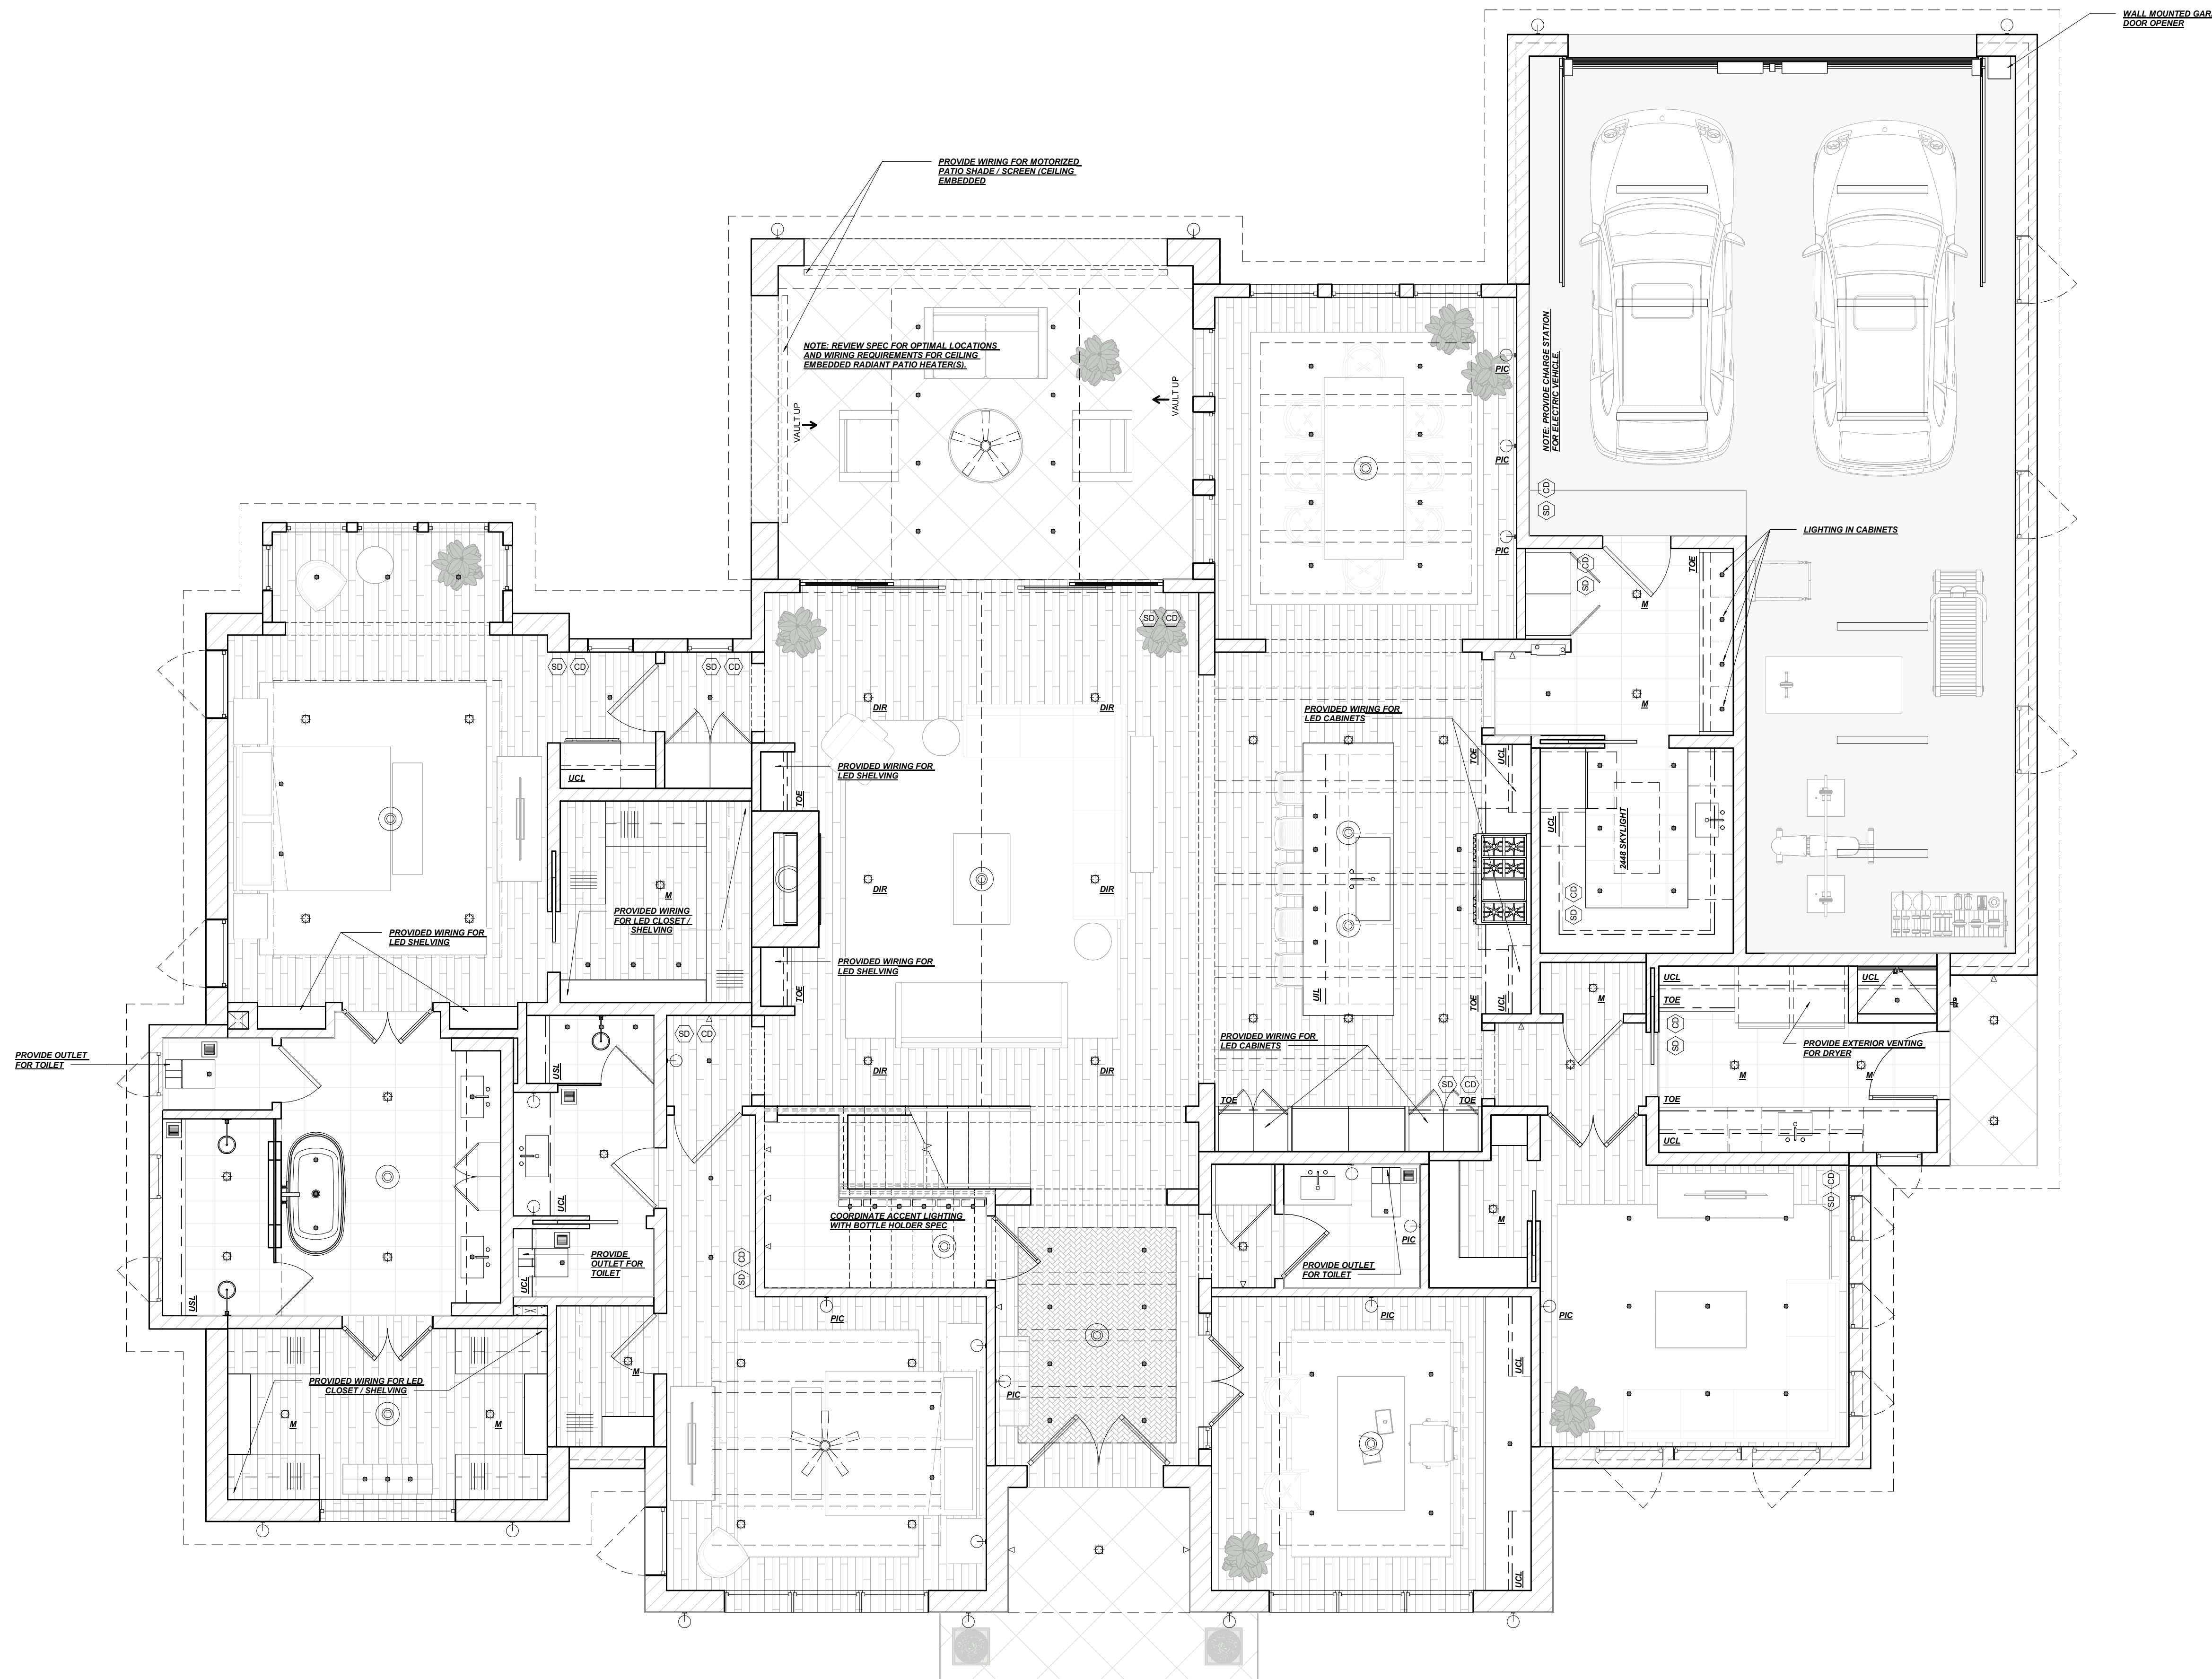 WALL MOUNTED GAR
DOOR OPENER
PROVIDE WIRING FOR MOTORIZED
PATIO SHADE / SCREEN (CEILING
EMBEDDED
NOTE: REVIEW SPEC FOR OPTIMAL LOCATIONS
AND WIRING REQUIREMENTS FOR CEILING
EMBEDDED RADIANT PATIO HEATER(S).
VAULT UP
VAULT UP
PIC
PIC
PIC
NOTE: PROVIDE CHARGE STATION
FOR ELECTRIC VEHICLE.
CD
SD
LIGHTING IN CABINETS
CD
SD
TOE
M
M
SD CD
SD CD
SD CD
UCL
DIR
DIR
PROVIDED WIRING FOR
LED CABINETS
TOE
UCL
PROVIDED WIRING FOR
LED SHELVING
TOE
UCL
2448 SKYLIGHT
CD
SD
DIR
DIR
M
PROVIDED WIRING
FOR LED CLOSET /
SHELVING
PROVIDED WIRING FOR
LED SHELVING
PROVIDED WIRING FOR
LED SHELVING
TOE
UIL
TOE
UCL
M
UCL
TOE
UCL
CD
SD
PROVIDE EXTERIOR VENTING
FOR DRYER
M
M
TOE
UCL
PROVIDED WIRING FOR
LED CABINETS
SD CD
TOE
TOE
SD CD
DIR
DIR
PROVIDE OUTLET
FOR TOILET
USL
UCL
PROVIDE
OUTLET FOR
TOILET
UCL
USL
CD
SD
COORDINATE ACCENT LIGHTING
WITH BOTTLE HOLDER SPEC
PIC
PROVIDE OUTLET
FOR TOILET
M
CD
SD
PIC
PIC
PIC
PIC
UCL
UCL
M
PROVIDED WIRING FOR LED
CLOSET / SHELVING
M
M